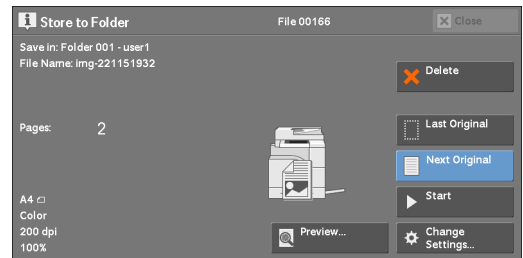 Store to Folder
File 00166
Close
Save in: Folder 001 - user1
File Name: img-221151932
Delete
Pages: 2
Last Original
Next Original
A4
Start
Color
200 dpi
100%
Preview...
Change
Settings...